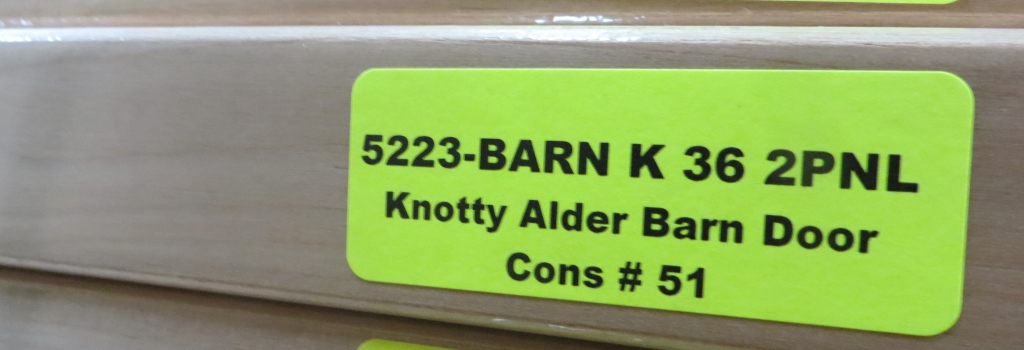 5223-BARN K 36 2PNL
Knotty Alder Barn Door
Cons # 51